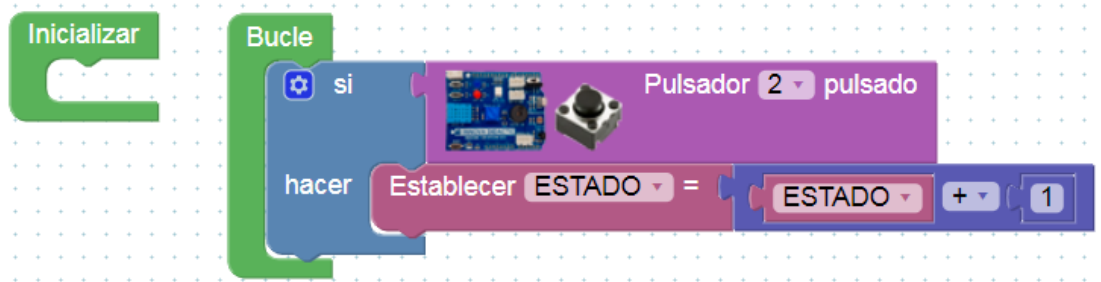 Inicializar
Bucle
si
Pulsador 2 pulsado
hacer
Establecer ESTADO = ESTADO + 1